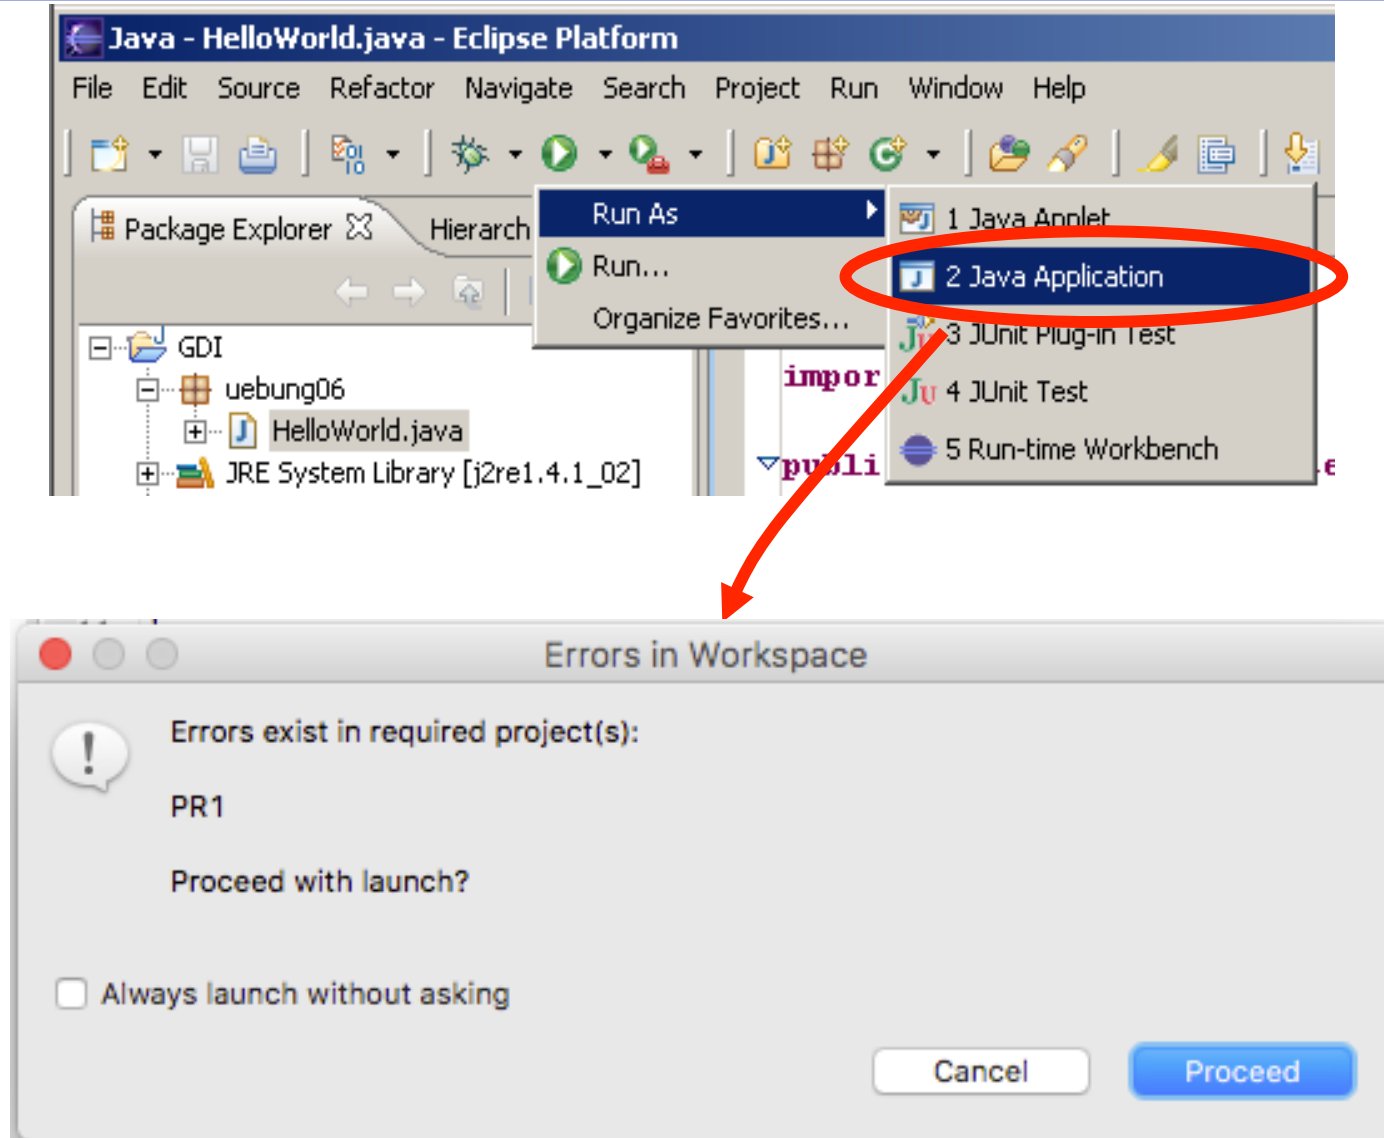 Java - HelloWorld.java - Eclipse Platform
File Edit Source Refactor Navigate Search Project Run Window Help
Package Explorer
Hierarch
Run As
Run...
Organize Favorites...
1 Java Applet
2 Java Application
3 JUnit Plug-in Test
4 JUnit Test
5 Run-time Workbench
GDI
uebung06
HelloWorld.java
JRE System Library [j2re1.4.1_02]
impor
publi
Errors in Workspace
Errors exist in required project(s):
PR1
Proceed with launch?
Always launch without asking
Cancel Proceed